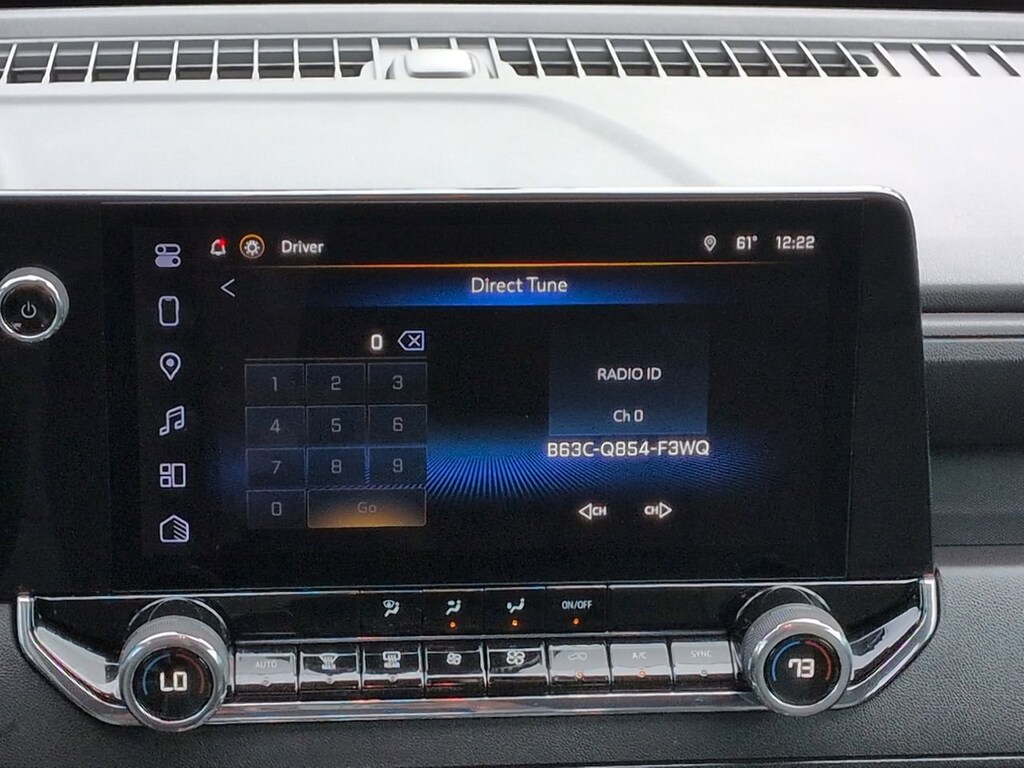 Driver
61° 12:22
Direct Tune
0
1 2 3
4 5 6
7 8 9
0 Go
RADIO ID
Ch 0
B63C-Q854-F3WQ
CH CH
ON/OFF
AUTO
REAR
A/C
SYNC
LO
73